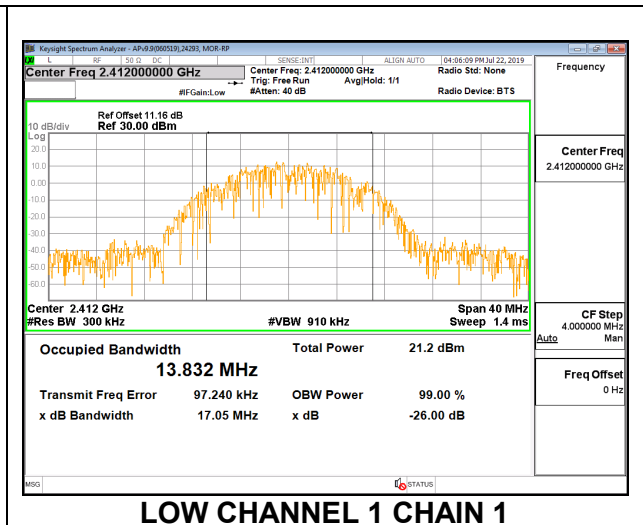 Keysight Spectrum Analyzer - APv9.9(060519),24293, MOR-RP
L RF 50 Ω DC SENSE:INT ALIGN AUTO 04:06:09 PM Jul 22, 2019
Center Freq 2.412000000 GHz
Center Freq: 2.412000000 GHz Radio Std: None
Trig: Free Run Avg|Hold: 1/1
#IFGain:Low #Atten: 40 dB Radio Device: BTS
Frequency
Ref Offset 11.16 dB
10 dB/div Ref 30.00 dBm
Log
20.0
10.0
0.00
-10.0
-20.0
-30.0
-40.0
-50.0
-60.0
Center 2.412 GHz Span 40 MHz
#Res BW 300 kHz #VBW 910 kHz Sweep 1.4 ms
Center Freq
2.412000000 GHz
CF Step
4.000000 MHz
Auto Man
Freq Offset
0 Hz
Occupied Bandwidth Total Power 21.2 dBm
13.832 MHz
Transmit Freq Error 97.240 kHz OBW Power 99.00 %
x dB Bandwidth 17.05 MHz x dB -26.00 dB
MSG STATUS
LOW CHANNEL 1 CHAIN 1